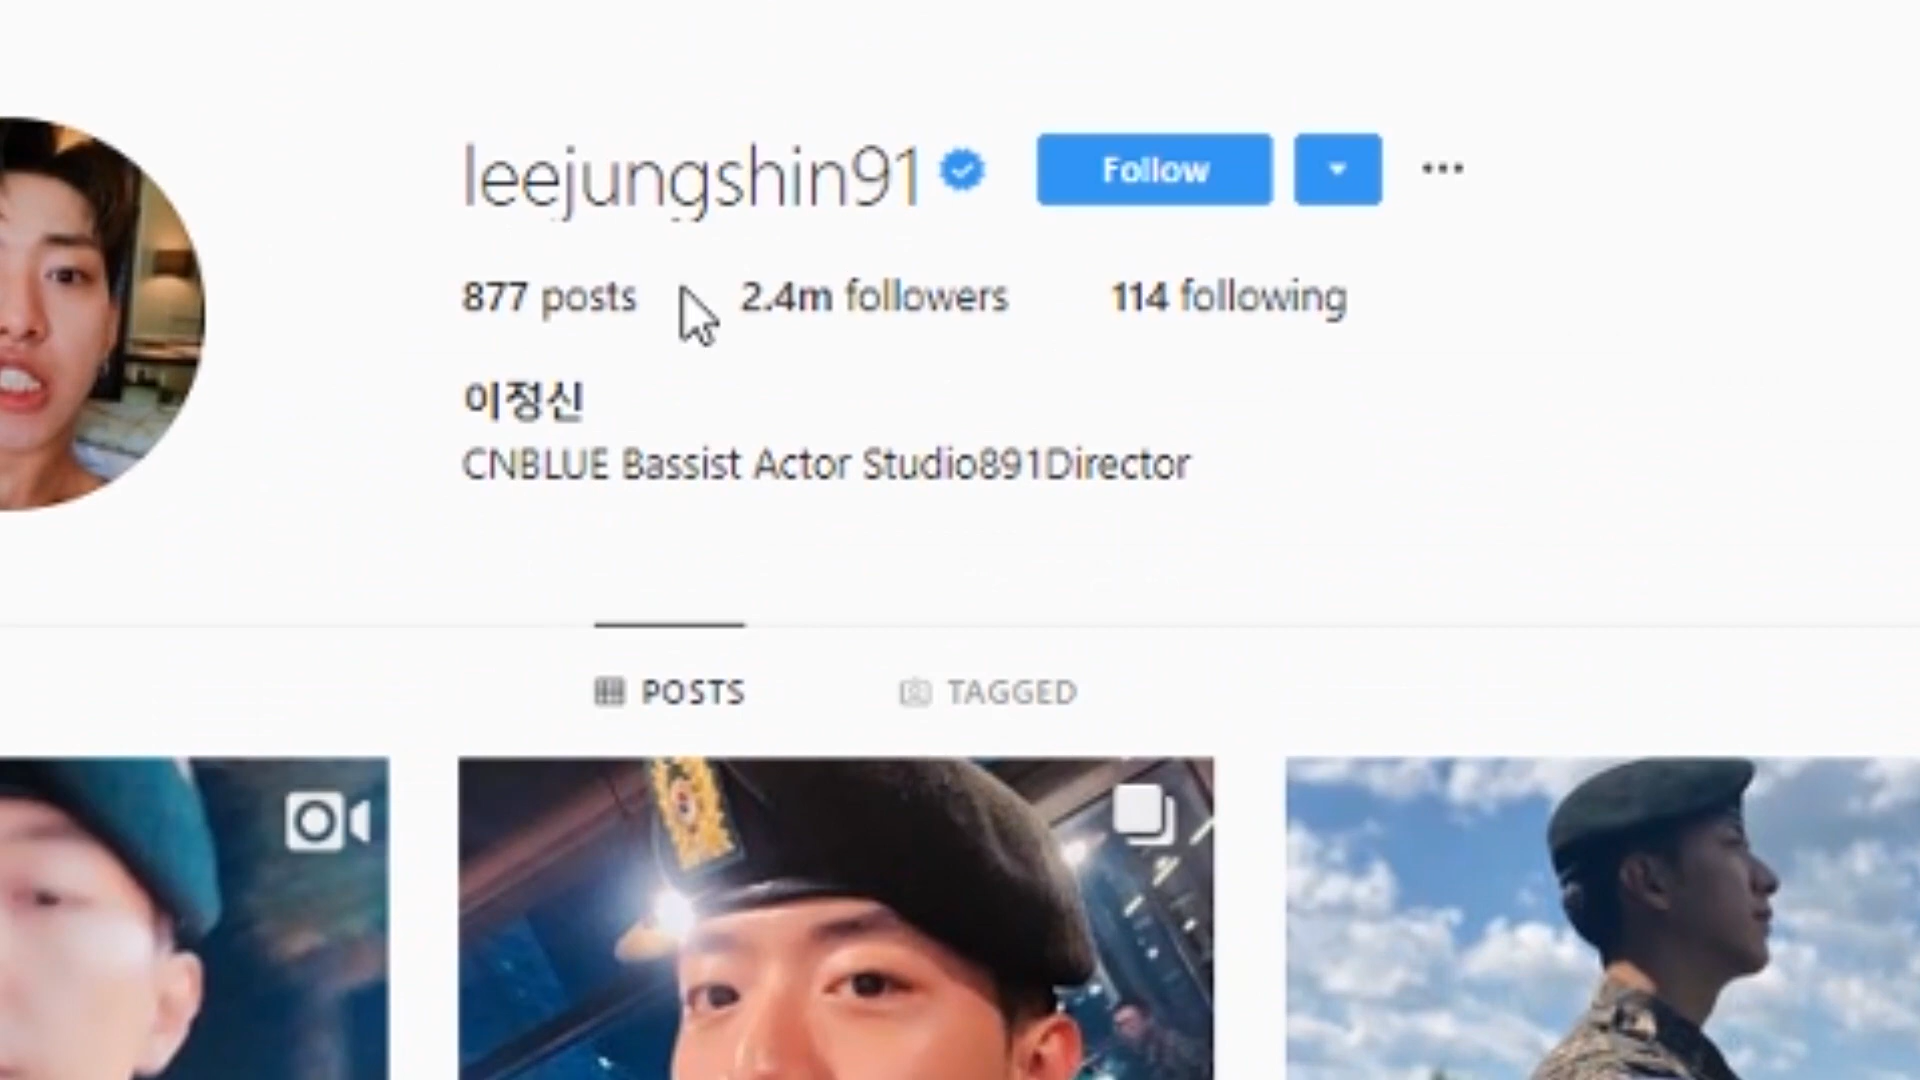 leejungshin91 Follow
877 posts 2.4m followers 114 following
이정신
CNBLUE Bassist Actor Studio891Director
POSTS TAGGED